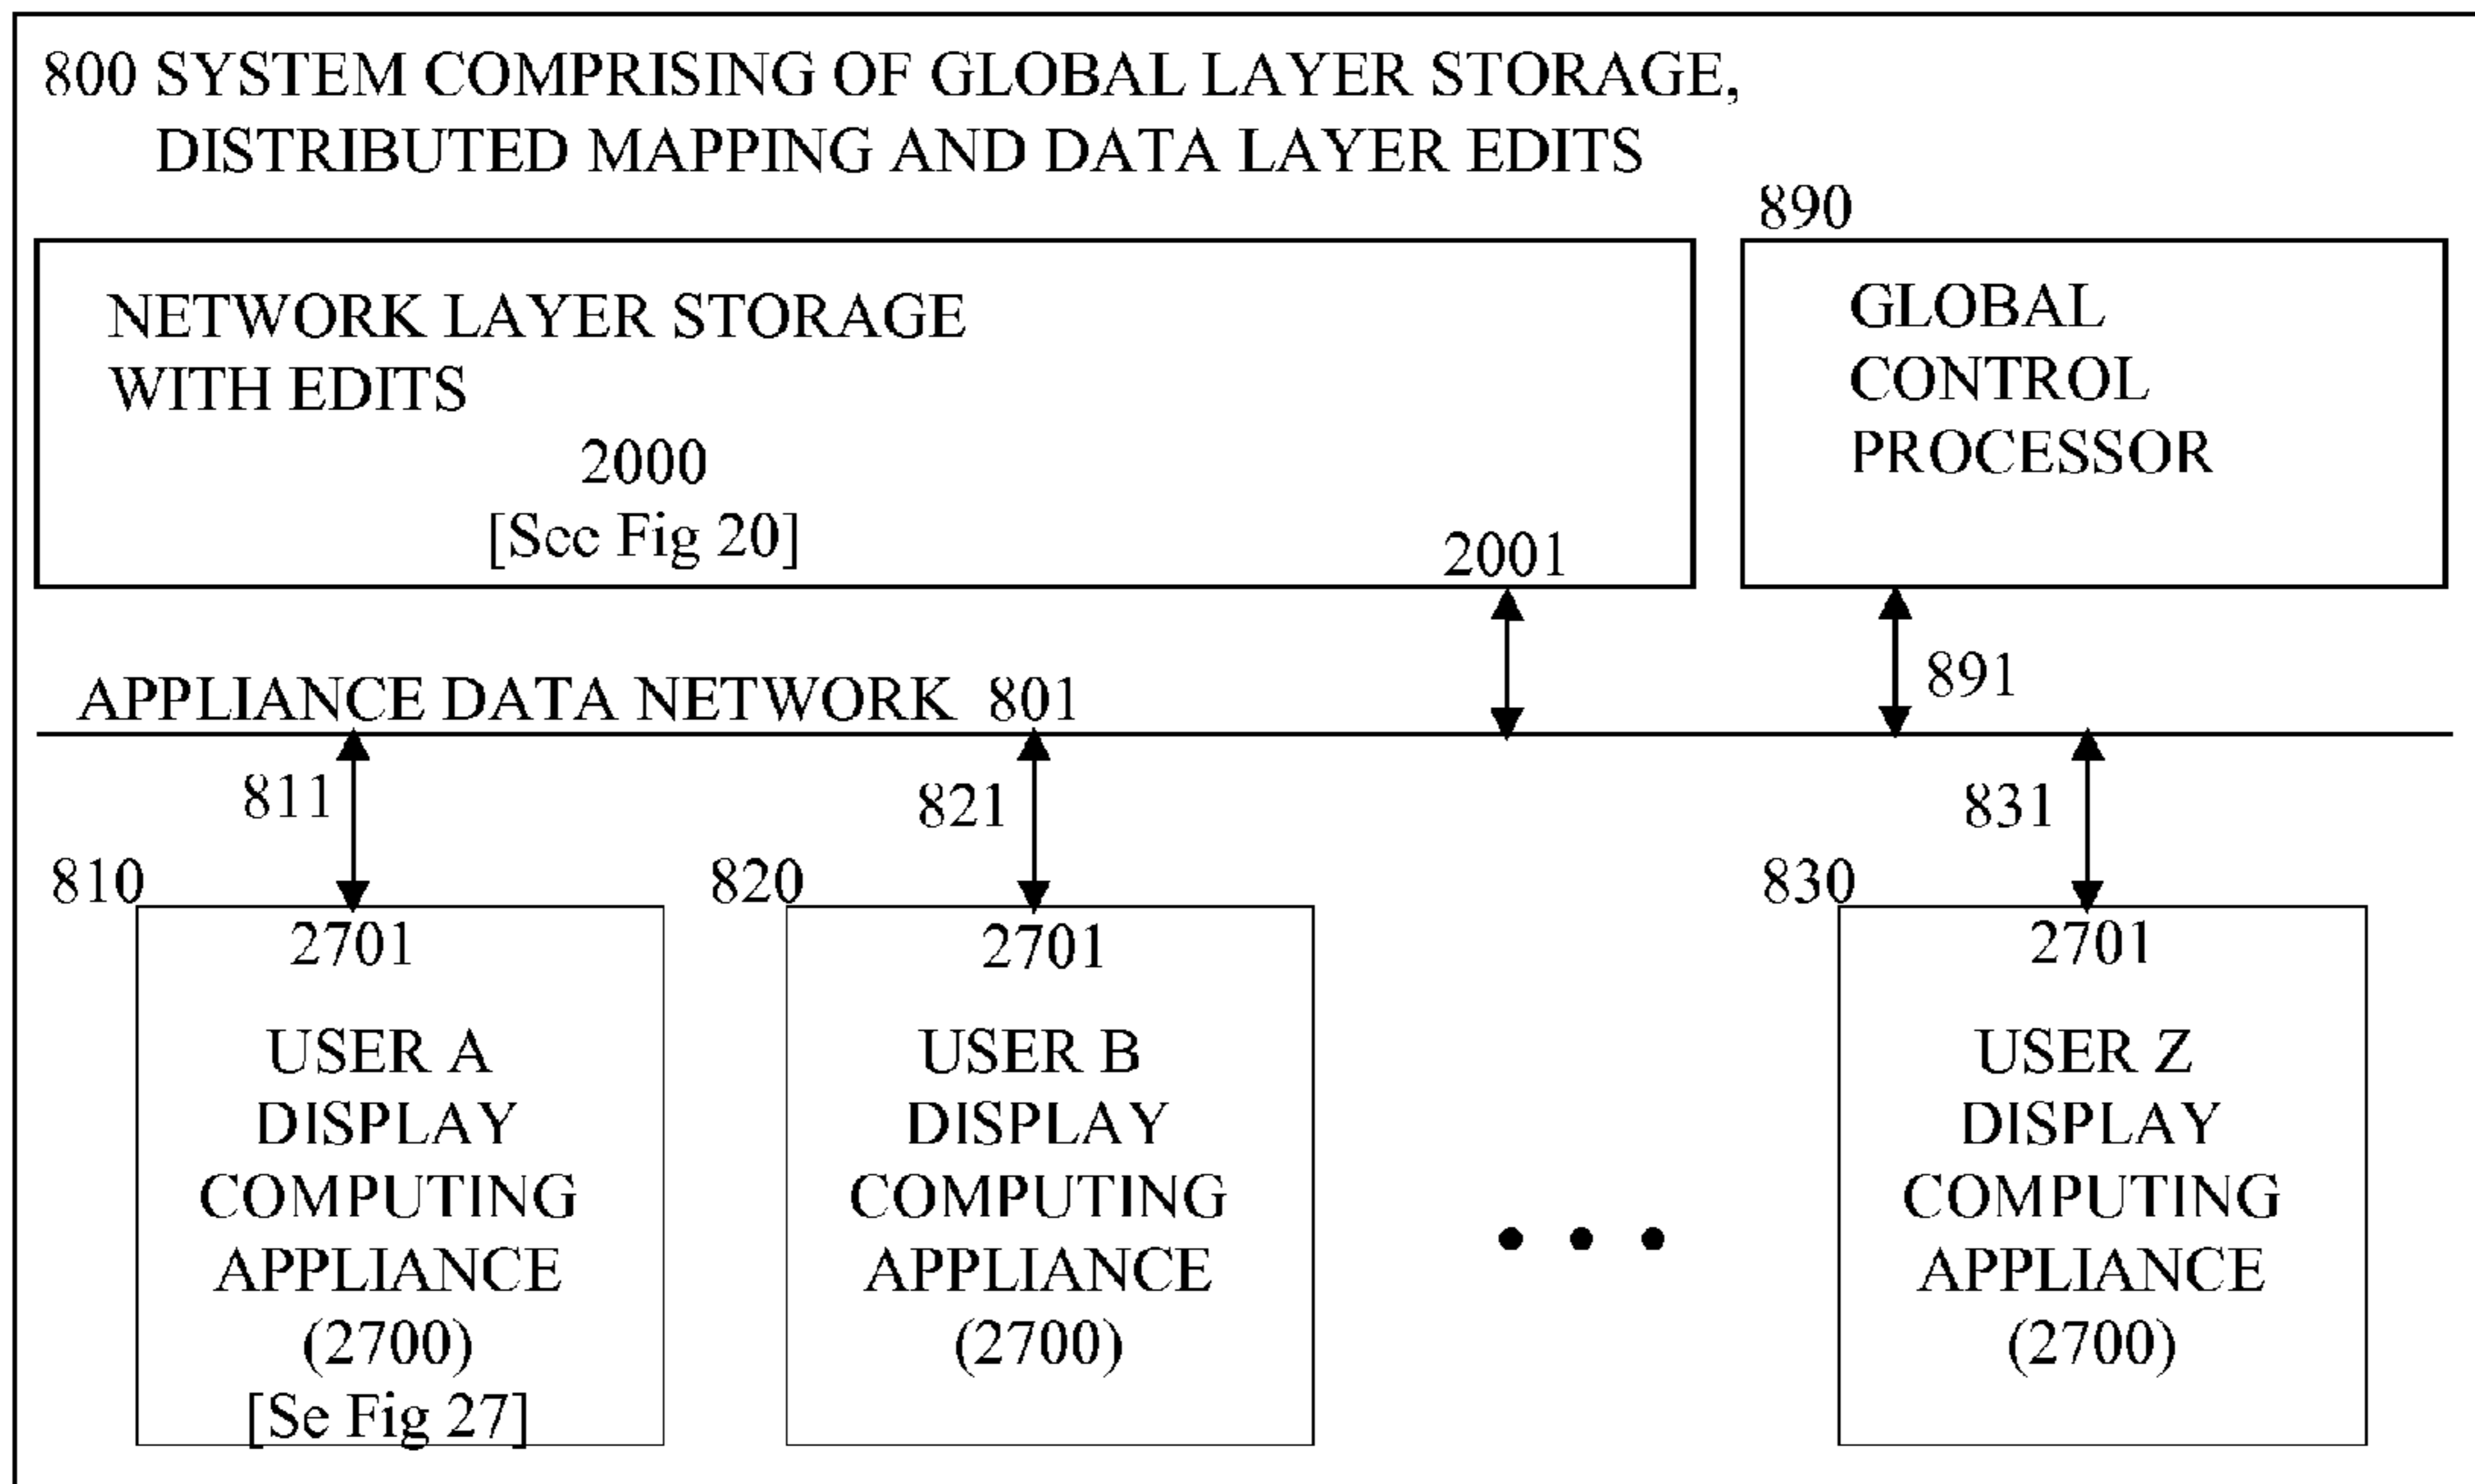 800 SYSTEM COMPRISING OF GLOBAL LAYER STORAGE,
DISTRIBUTED MAPPING AND DATA LAYER EDITS
890
NETWORK LAYER STORAGE
WITH EDITS
2000
[Scc Fig 20]
2001
GLOBAL
CONTROL
PROCESSOR
891
APPLIANCE DATA NETWORK 801
811
821
831
810
820
830
2701
USER A
DISPLAY
COMPUTING
APPLIANCE
(2700)
[Se Fig 27]
2701
USER B
DISPLAY
COMPUTING
APPLIANCE
(2700)
• • •
2701
USER Z
DISPLAY
COMPUTING
APPLIANCE
(2700)